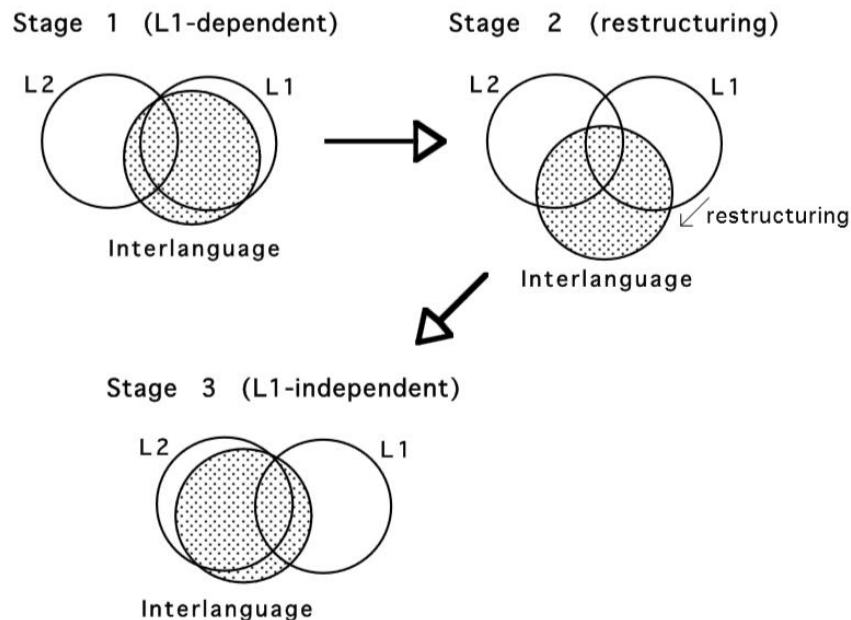 Stage 1 (L1-dependent)
Stage 2 (restructuring)
L2
L1
L2
L1
restructuring
Interlanguage
Interlanguage
Stage 3 (L1-independent)
L2
L1
Interlanguage